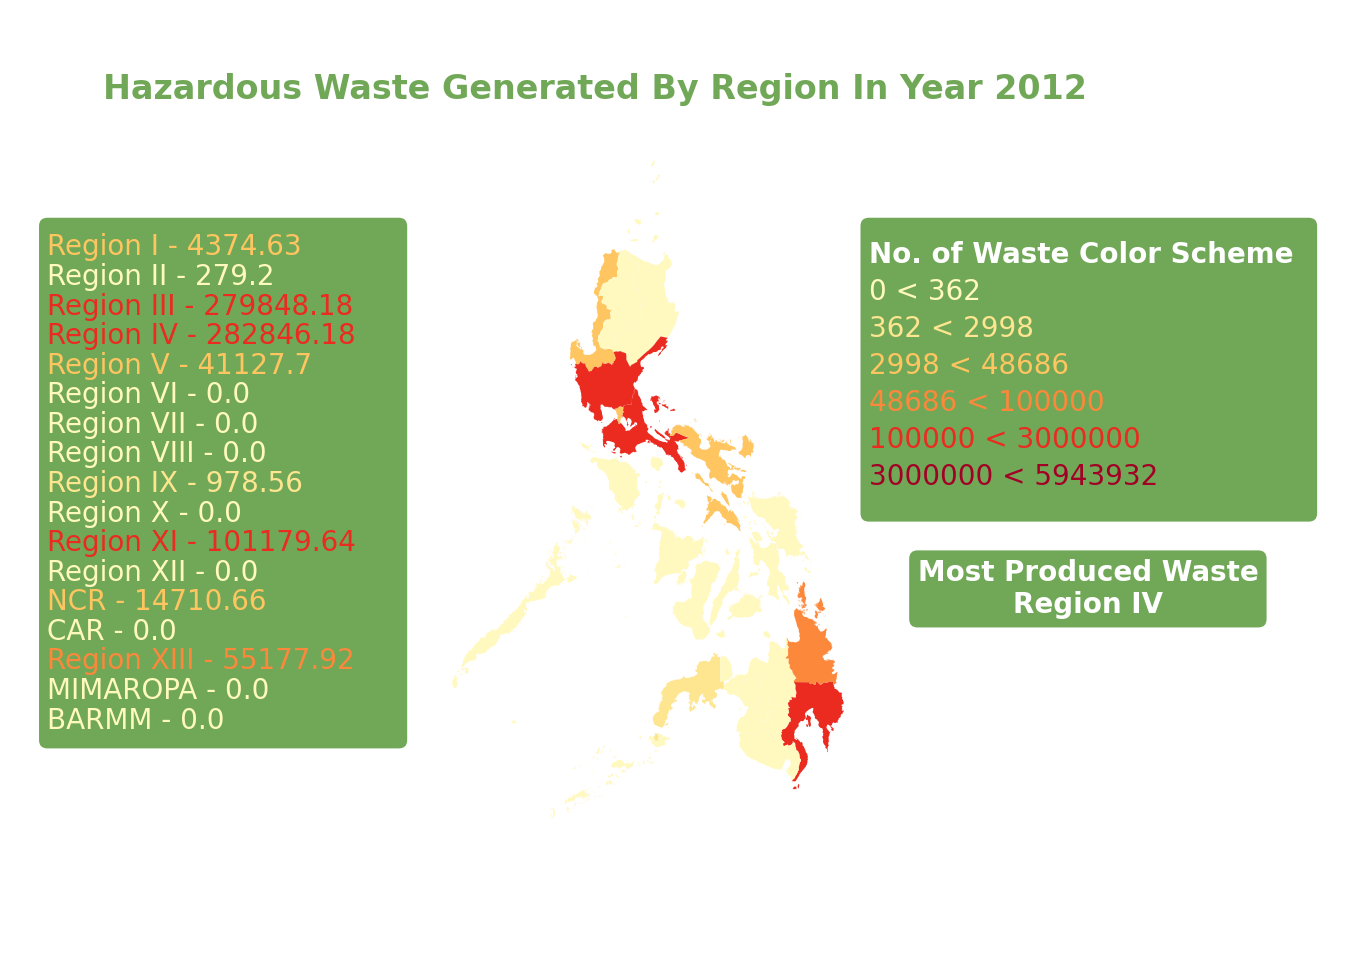 Hazardous Waste Generated By Region In Year 2012
Region I - 4374.63
Region II - 279.2
Region III - 279848.18
Region IV - 282846.18
Region V - 41127.7
Region VI - 0.0
Region VII - 0.0
Region VIII - 0.0
Region IX - 978.56
Region X - 0.0
Region XI - 101179.64
Region XII - 0.0
NCR - 14710.66
CAR - 0.0
Region XIII - 55177.92
MIMAROPA - 0.0
BARMM - 0.0
No. of Waste Color Scheme
0 < 362
362 < 2998
2998 < 48686
48686 < 100000
100000 < 3000000
3000000 < 5943932
Most Produced Waste
Region IV